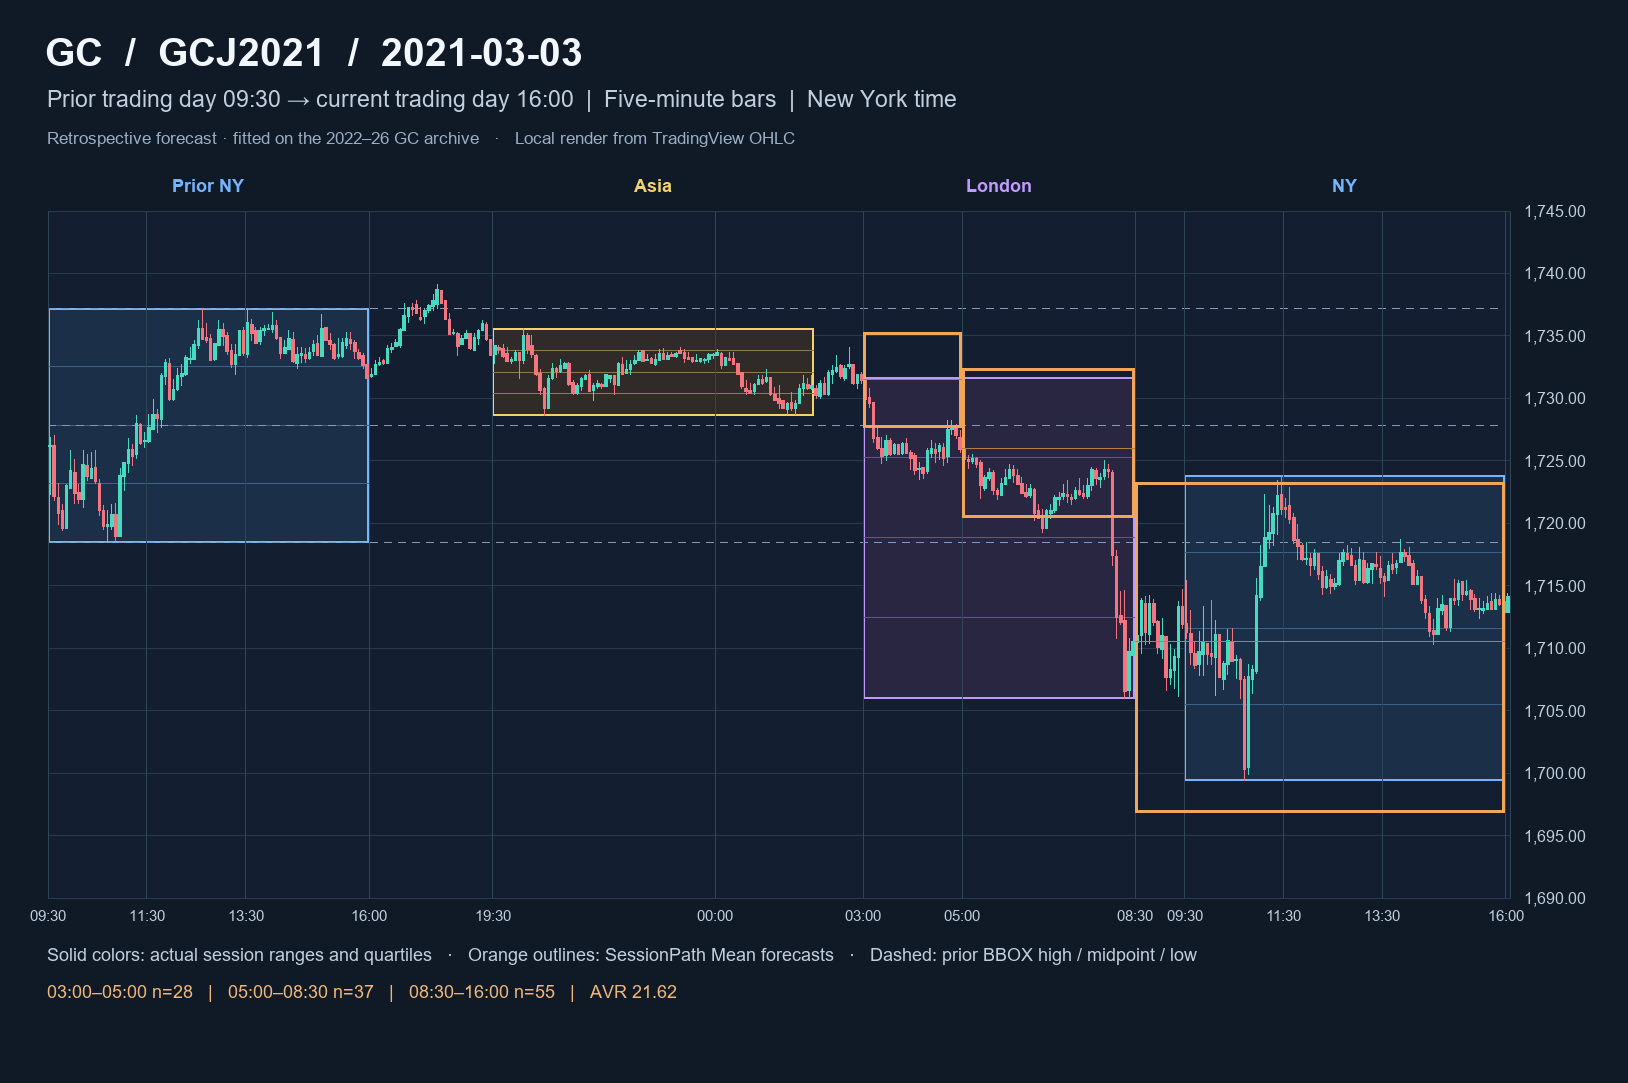 GC / GCJ2021 / 2021-03-03
Prior trading day 09:30 → current trading day 16:00 | Five-minute bars | New York time
Retrospective forecast · fitted on the 2022–26 GC archive · Local render from TradingView OHLC
Prior NY Asia London NY
1,745.00
1,740.00
1,735.00
1,730.00
1,725.00
1,720.00
1,715.00
1,710.00
1,705.00
1,700.00
1,695.00
1,690.00
09:30 11:30 13:30 16:00 19:30 00:00 03:00 05:00 08:30 09:30 11:30 13:30 16:00
Solid colors: actual session ranges and quartiles · Orange outlines: SessionPath Mean forecasts · Dashed: prior BBOX high / midpoint / low
03:00–05:00 n=28 | 05:00–08:30 n=37 | 08:30–16:00 n=55 | AVR 21.62